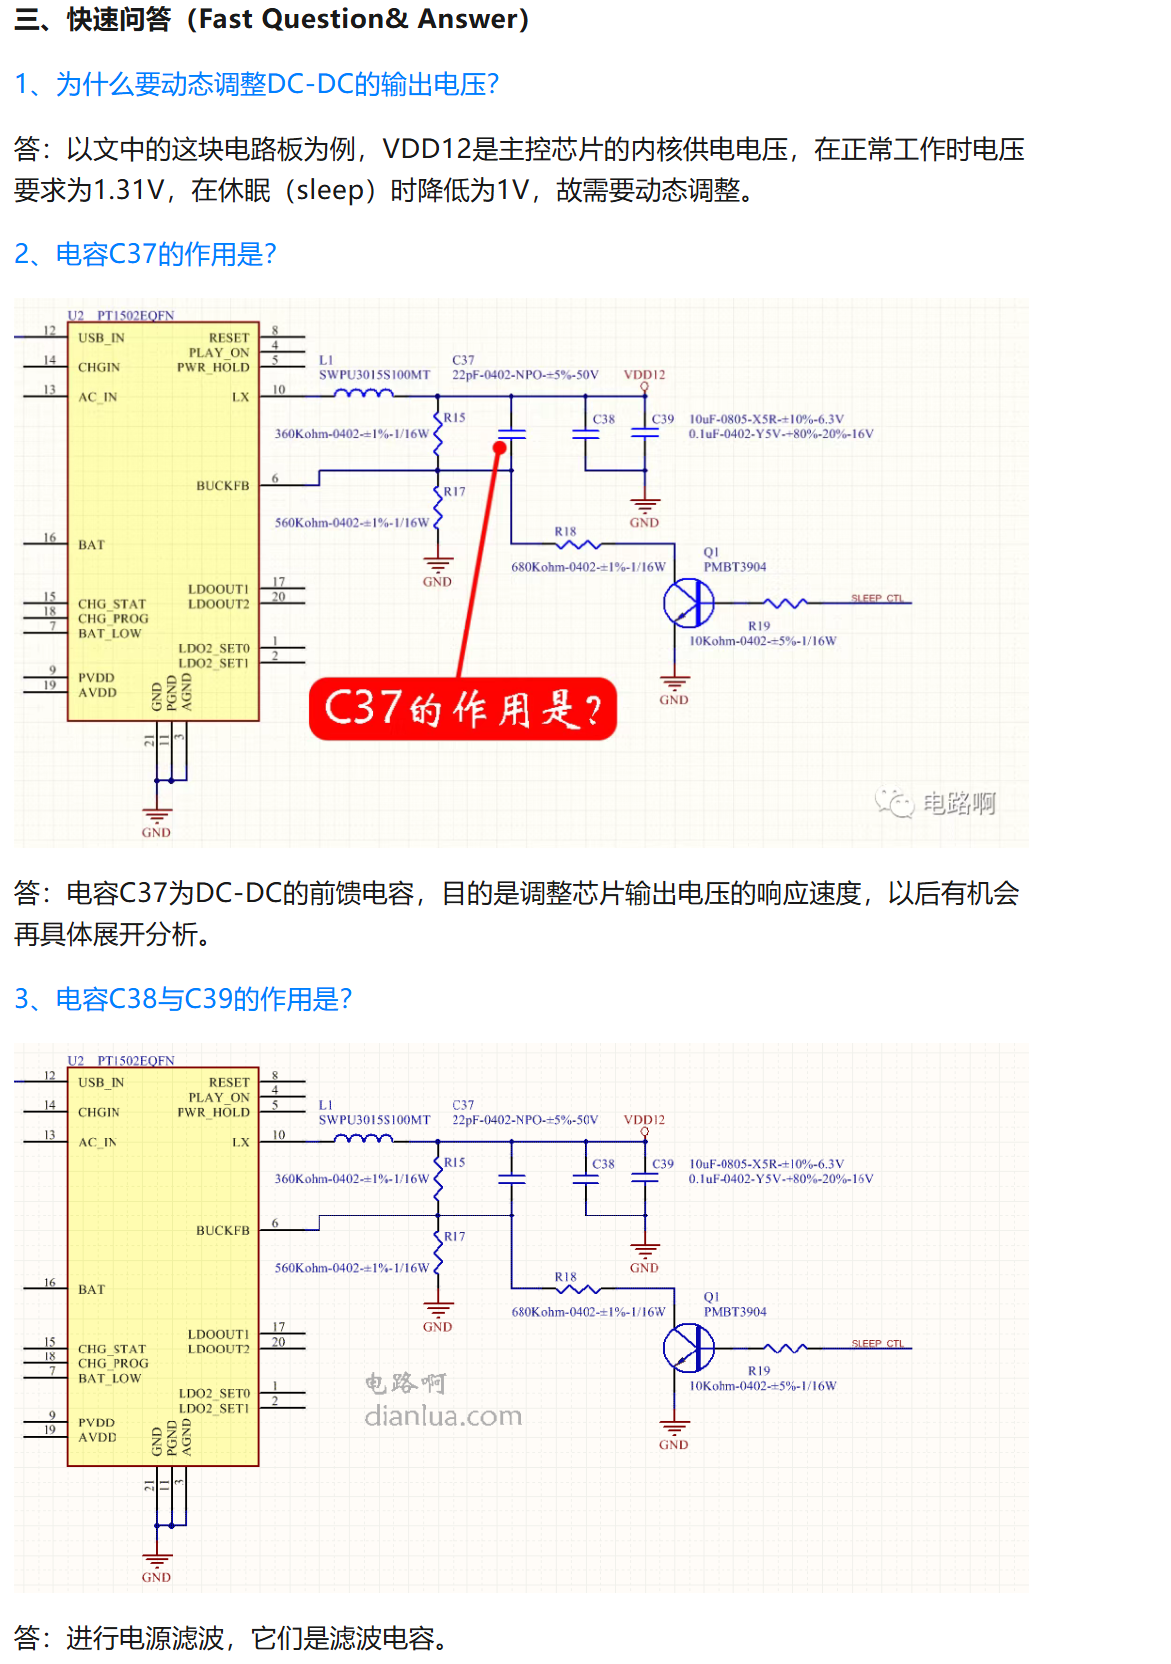 三、快速问答（Fast Question& Answer）
1、为什么要动态调整DC-DC的输出电压？
答：以文中的这块电路板为例，VDD12是主控芯片的内核供电电压，在正常工作时电压
要求为1.31V，在休眠（sleep）时降低为1V，故需要动态调整。
2、电容C37的作用是？
U2 PT1502EQFN
12 USB_IN RESET 8
PLAY_ON 4
14 CHGIN PWR_HOLD 5
L1 C37
SWPU3015S100MT 22pF-0402-NPO-±5%-50V VDD12
13 AC_IN LX 10
R15 C38 C39 10uF-0805-X5R-±10%-6.3V
360Kohm-0402-±1%-1/16W 0.1uF-0402-Y5V-+80%-20%-16V
BUCKFB 6
R17
560Kohm-0402-±1%-1/16W GND
R18
16 BAT
680Kohm-0402-±1%-1/16W
Q1
PMBT3904
GND
LDOOUT1 17
15 CHG_STAT LDOOUT2 20
SLEEP_CTL
18 CHG_PROG
7 BAT_LOW
R19
10Kohm-0402-±5%-1/16W
LDO2_SET0 1
LDO2_SET1 2
9 PVDD
19 AVDD
GND PGND AGND
21 11 3
GND
C37的作用是?
电路啊
GND
答：电容C37为DC-DC的前馈电容，目的是调整芯片输出电压的响应速度，以后有机会
再具体展开分析。
3、电容C38与C39的作用是？
U2 PT1502EQFN
12 USB_IN RESET 8
PLAY_ON 4
14 CHGIN PWR_HOLD 5
L1 C37
SWPU3015S100MT 22pF-0402-NPO-±5%-50V VDD12
13 AC_IN LX 10
R15 C38 C39 10uF-0805-X5R-±10%-6.3V
360Kohm-0402-±1%-1/16W 0.1uF-0402-Y5V-+80%-20%-16V
BUCKFB 6
R17
560Kohm-0402-±1%-1/16W GND
R18
16 BAT
680Kohm-0402-±1%-1/16W
Q1
PMBT3904
GND
LDOOUT1 17
15 CHG_STAT LDOOUT2 20
SLEEP_CTL
18 CHG_PROG
7 BAT_LOW
R19
10Kohm-0402-±5%-1/16W
LDO2_SET0 1
LDO2_SET1 2
电路啊
dianlua.com
9 PVDD
19 AVDD
GND PGND AGND
21 11 3
GND
GND
答：进行电源滤波，它们是滤波电容。